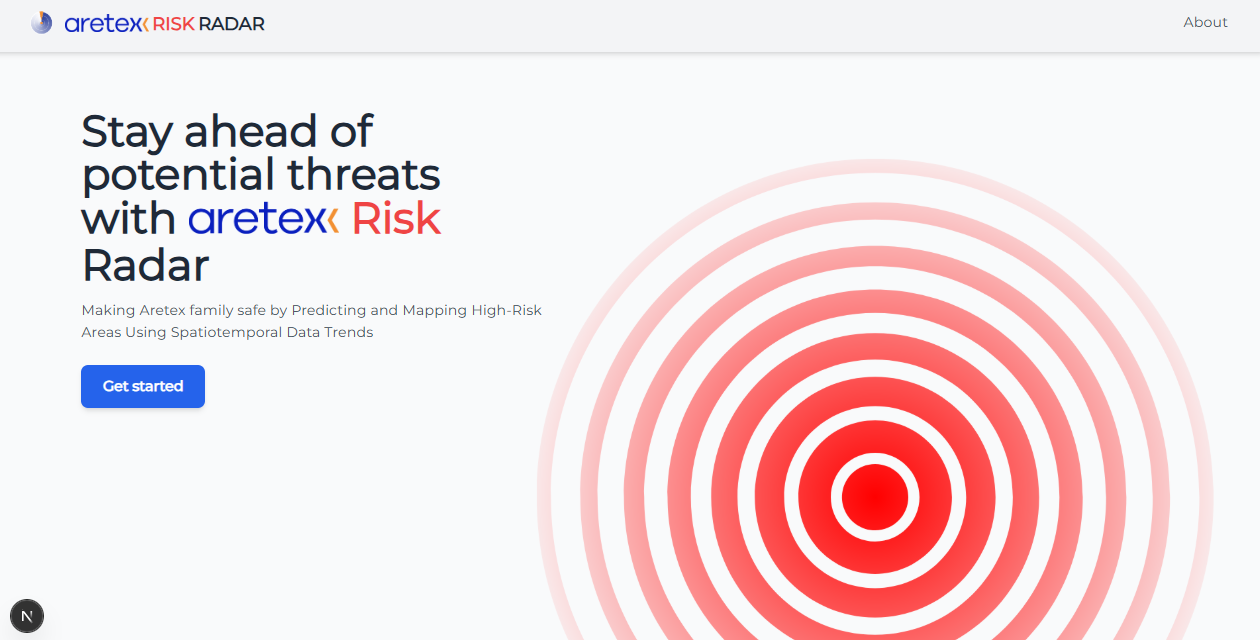 aretex RISK RADAR
About
Stay ahead of
potential threats
with aretex Risk
Radar
Making Aretex family safe by Predicting and Mapping High-Risk
Areas Using Spatiotemporal Data Trends
Get started
N